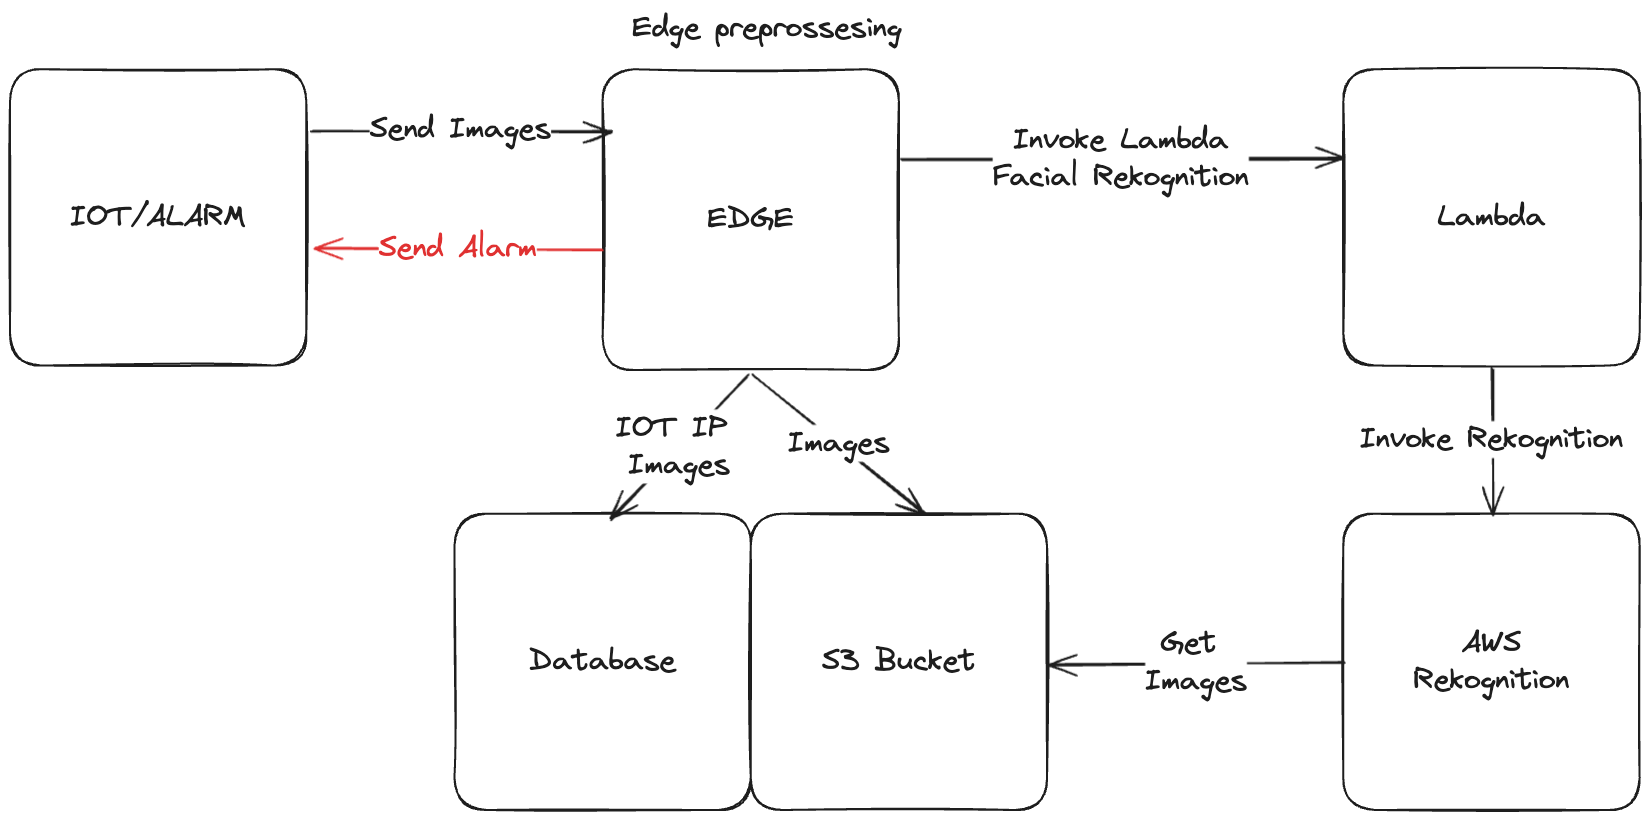 Edge preprossesing
Send Images
Invoke Lambda
Facial Rekognition
IOT/ALARM
EDGE
Lambda
Send Alarm
IOT IP
Images
Images
Invoke Rekognition
Database
S3 Bucket
Get
Images
AWS
Rekognition